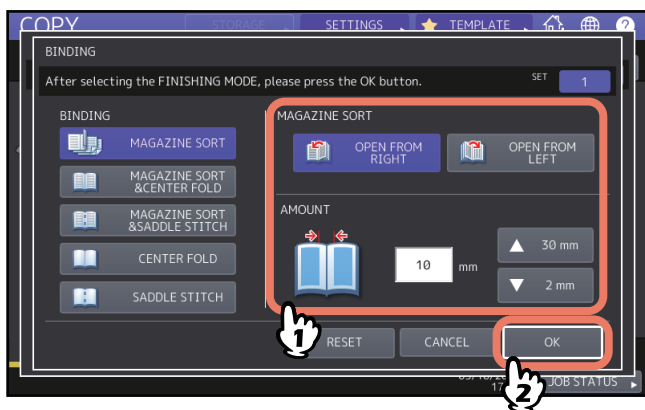 COPY STORAGE SETTINGS TEMPLATE ?
BINDING
After selecting the FINISHING MODE, please press the OK button. SET 1
BINDING
MAGAZINE SORT
MAGAZINE SORT
&CENTER FOLD
MAGAZINE SORT
&SADDLE STITCH
CENTER FOLD
SADDLE STITCH
MAGAZINE SORT
OPEN FROM
RIGHT
OPEN FROM
LEFT
AMOUNT
10 mm
30 mm
2 mm
1
RESET CANCEL OK
2
JOB STATUS